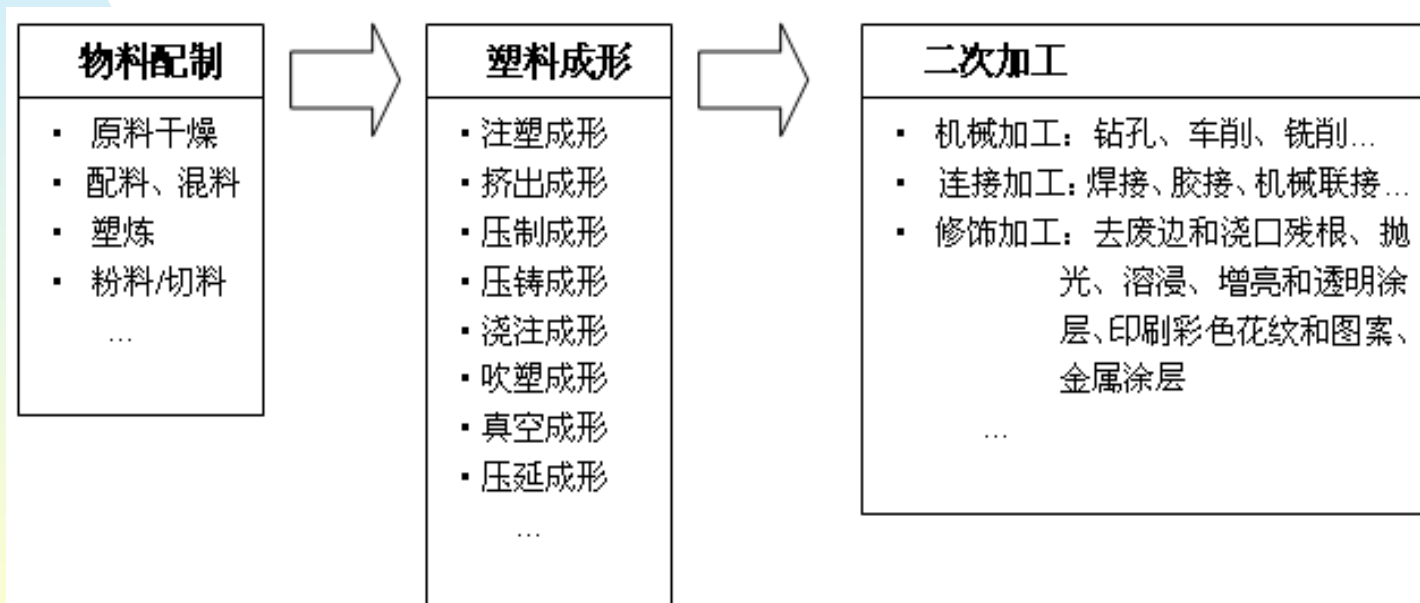 物料配制
▪ 原料干燥
▪ 配料、混料
▪ 塑炼
▪ 粉料/切料
…
塑料成形
▪注塑成形
▪挤出成形
▪压制成形
▪压铸成形
▪浇注成形
▪吹塑成形
▪真空成形
▪压延成形
…
二次加工
▪ 机械加工：钻孔、车削、铣削…
▪ 连接加工：焊接、胶接、机械联接…
▪ 修饰加工：去废边和浇口残根、抛
光、溶浸、增亮和透明涂
层、印刷彩色花纹和图案、
金属涂层
…